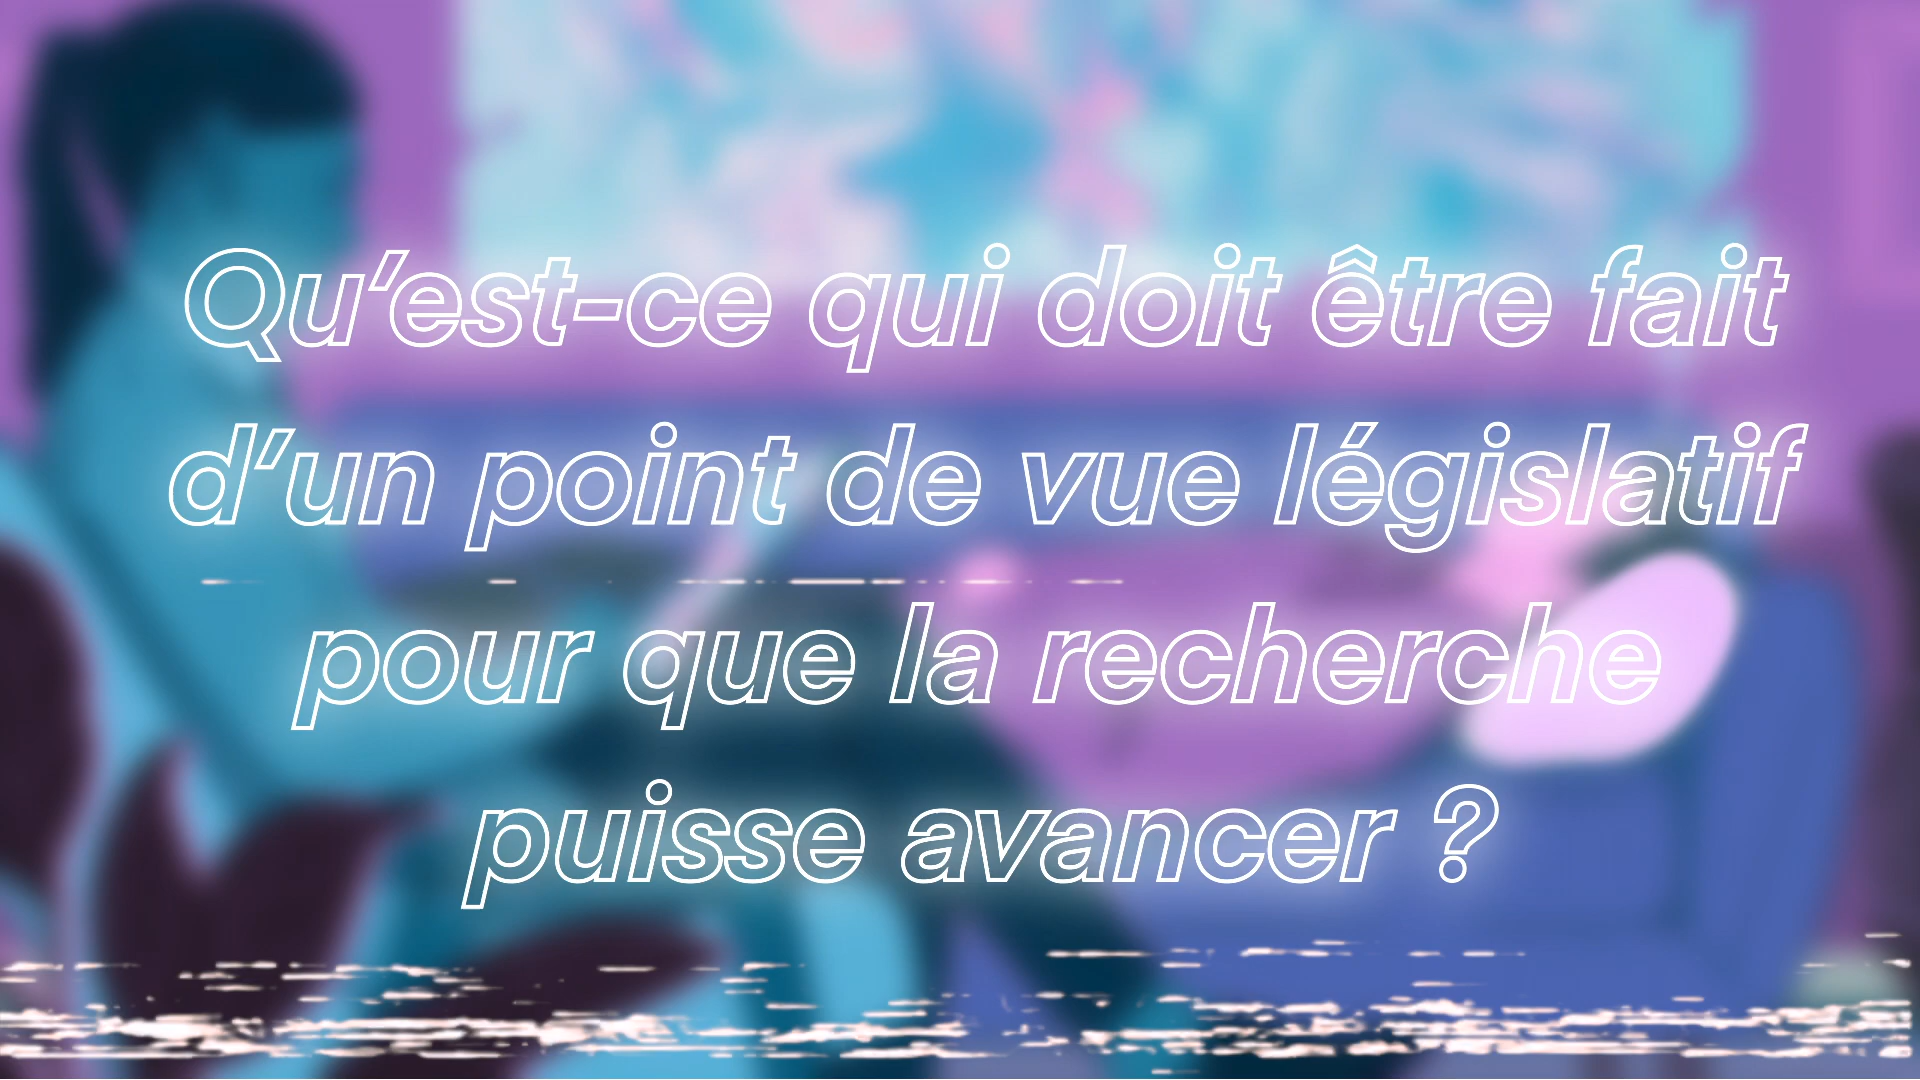 Qu’est-ce qui doit être fait
d’un point de vue législatif
pour que la recherche
puisse avancer ?